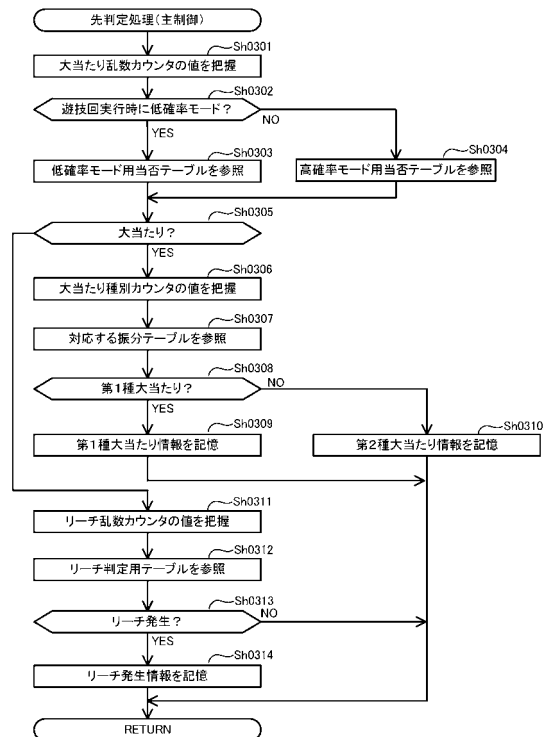 先判定処理(主制御)
Sh0301
大当たり乱数カウンタの値を把握
Sh0302
遊技回実行時に低確率モード?
NO
YES
Sh0303
低確率モード用当否テーブルを参照
Sh0304
高確率モード用当否テーブルを参照
Sh0305
大当たり?
YES
Sh0306
大当たり種別カウンタの値を把握
Sh0307
対応する振分テーブルを参照
Sh0308
第1種大当たり?
NO
YES
Sh0309
第1種大当たり情報を記憶
Sh0310
第2種大当たり情報を記憶
Sh0311
リーチ乱数カウンタの値を把握
Sh0312
リーチ判定用テーブルを参照
Sh0313
リーチ発生?
NO
YES
Sh0314
リーチ発生情報を記憶
RETURN